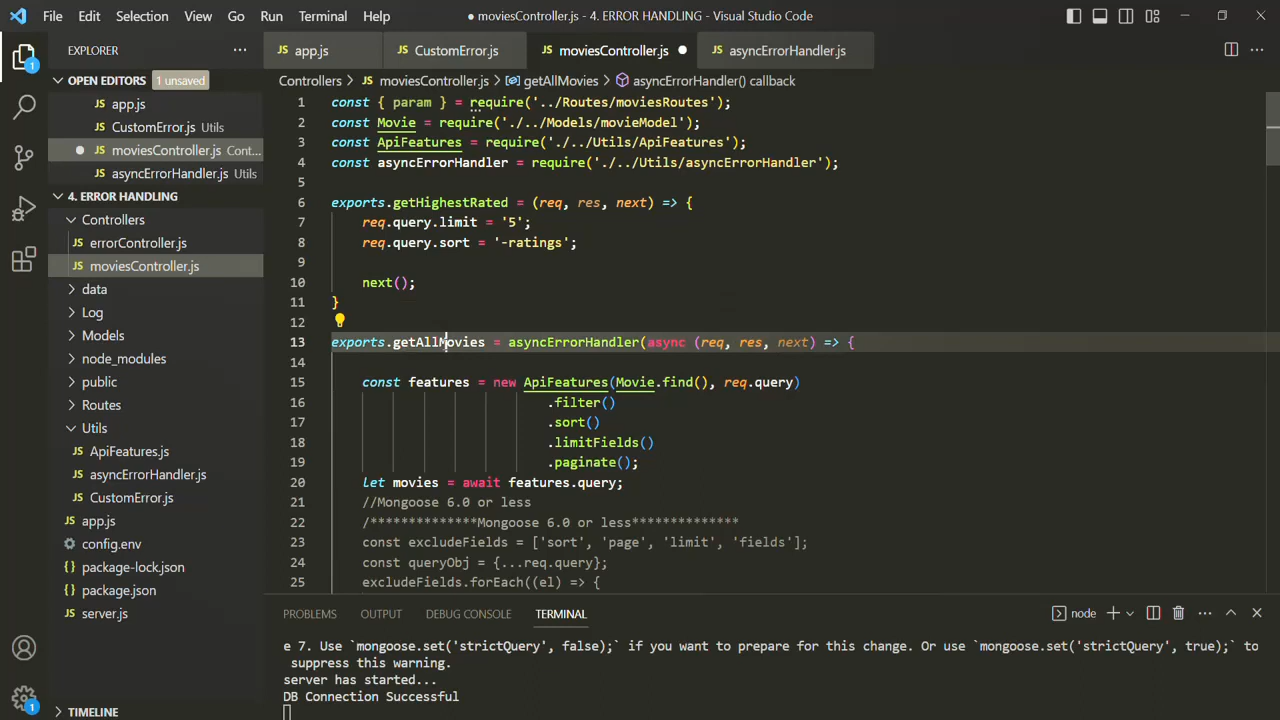 File Edit Selection View Go Run Terminal Help
● moviesController.js - 4. ERROR HANDLING - Visual Studio Code
EXPLORER
OPEN EDITORS 1 unsaved
JS app.js
JS CustomError.js Utils
● JS moviesController.js Cont...
JS asyncErrorHandler.js Utils
4. ERROR HANDLING
Controllers
JS errorController.js
JS moviesController.js
data
Log
Models
node_modules
public
Routes
Utils
JS ApiFeatures.js
JS asyncErrorHandler.js
JS CustomError.js
JS app.js
config.env
{} package-lock.json
{} package.json
JS server.js
TIMELINE
1
1
JS app.js
JS CustomError.js
JS moviesController.js ●
JS asyncErrorHandler.js
Controllers > JS moviesController.js > getAllMovies > asyncErrorHandler() callback
1 const { param } = require('../Routes/moviesRoutes');
2 const Movie = require('./../Models/movieModel');
3 const ApiFeatures = require('./../Utils/ApiFeatures');
4 const asyncErrorHandler = require('./../Utils/asyncErrorHandler');
5
6 exports.getHighestRated = (req, res, next) => {
7 req.query.limit = '5';
8 req.query.sort = '-ratings';
9
10 next();
11 }
12
13 exports.getAllMovies = asyncErrorHandler(async (req, res, next) => {
14
15 const features = new ApiFeatures(Movie.find(), req.query)
16 .filter()
17 .sort()
18 .limitFields()
19 .paginate();
20 let movies = await features.query;
21 //Mongoose 6.0 or less
22 /**************Mongoose 6.0 or less**************
23 const excludeFields = ['sort', 'page', 'limit', 'fields'];
24 const queryObj = {...req.query};
25 excludeFields.forEach((el) => {
PROBLEMS OUTPUT DEBUG CONSOLE TERMINAL
node
e 7. Use `mongoose.set('strictQuery', false);` if you want to prepare for this change. Or use `mongoose.set('strictQuery', true);` to
suppress this warning.
server has started...
DB Connection Successful